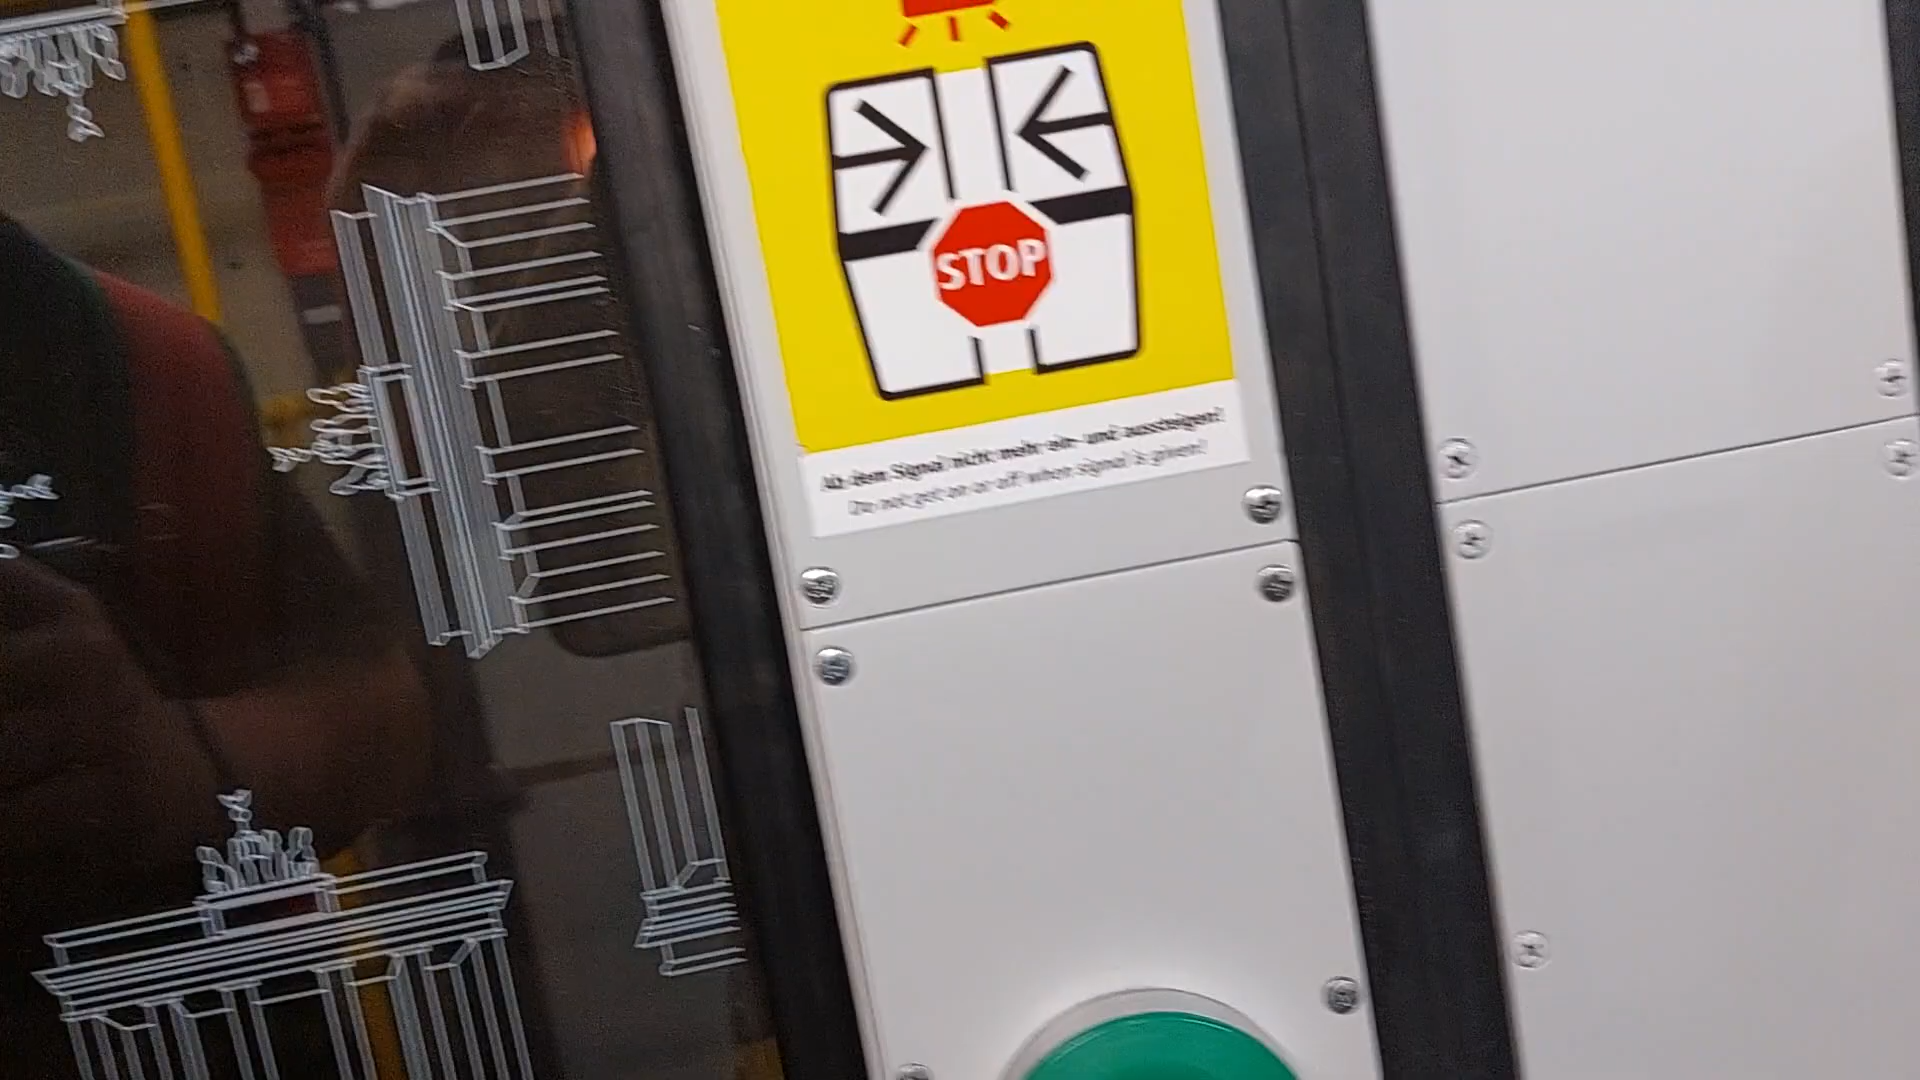 STOP
Ab dem Signal nicht mehr ein- und aussteigen!
Do not get on or off when signal is given!